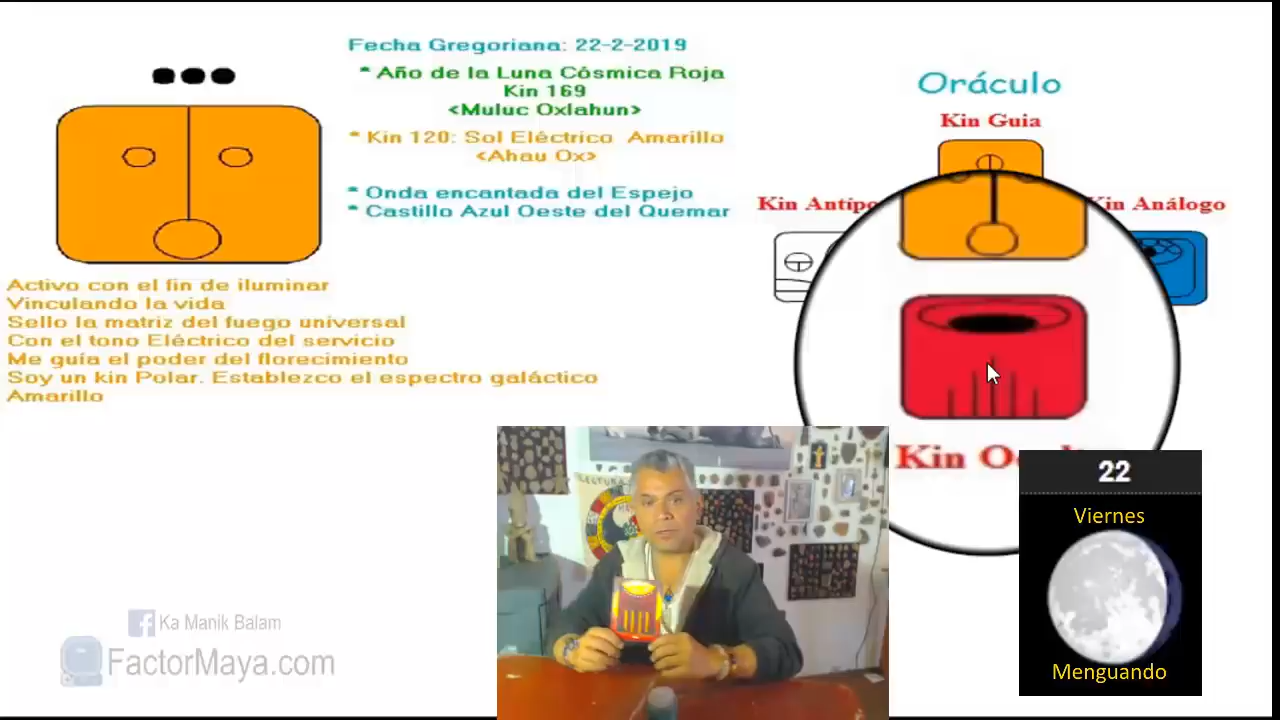 Fecha Gregoriana: 22-2-2019
* Año de la Luna Cósmica Roja
Kin 169
<Muluc Oxlahun>
* Kin 120: Sol Eléctrico Amarillo
<Ahau Ox>
* Onda encantada del Espejo
* Castillo Azul Oeste del Quemar
Activo con el fin de iluminar
Vinculando la vida
Sello la matriz del fuego universal
Con el tono Eléctrico del servicio
Me guía el poder del florecimiento
Soy un kin Polar. Establezco el espectro galáctico
Amarillo
Oráculo
Kin Guia
Kin Antípo
Kin Análogo
Kin
22
Viernes
Menguando
Ka Manik Balam
FactorMaya.com